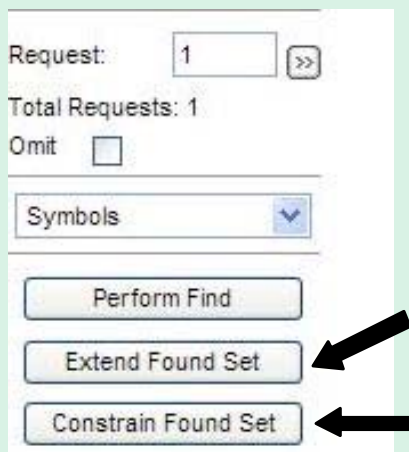 Request: 1 >>
Total Requests: 1
Omit
Symbols
Perform Find
Extend Found Set
Constrain Found Set